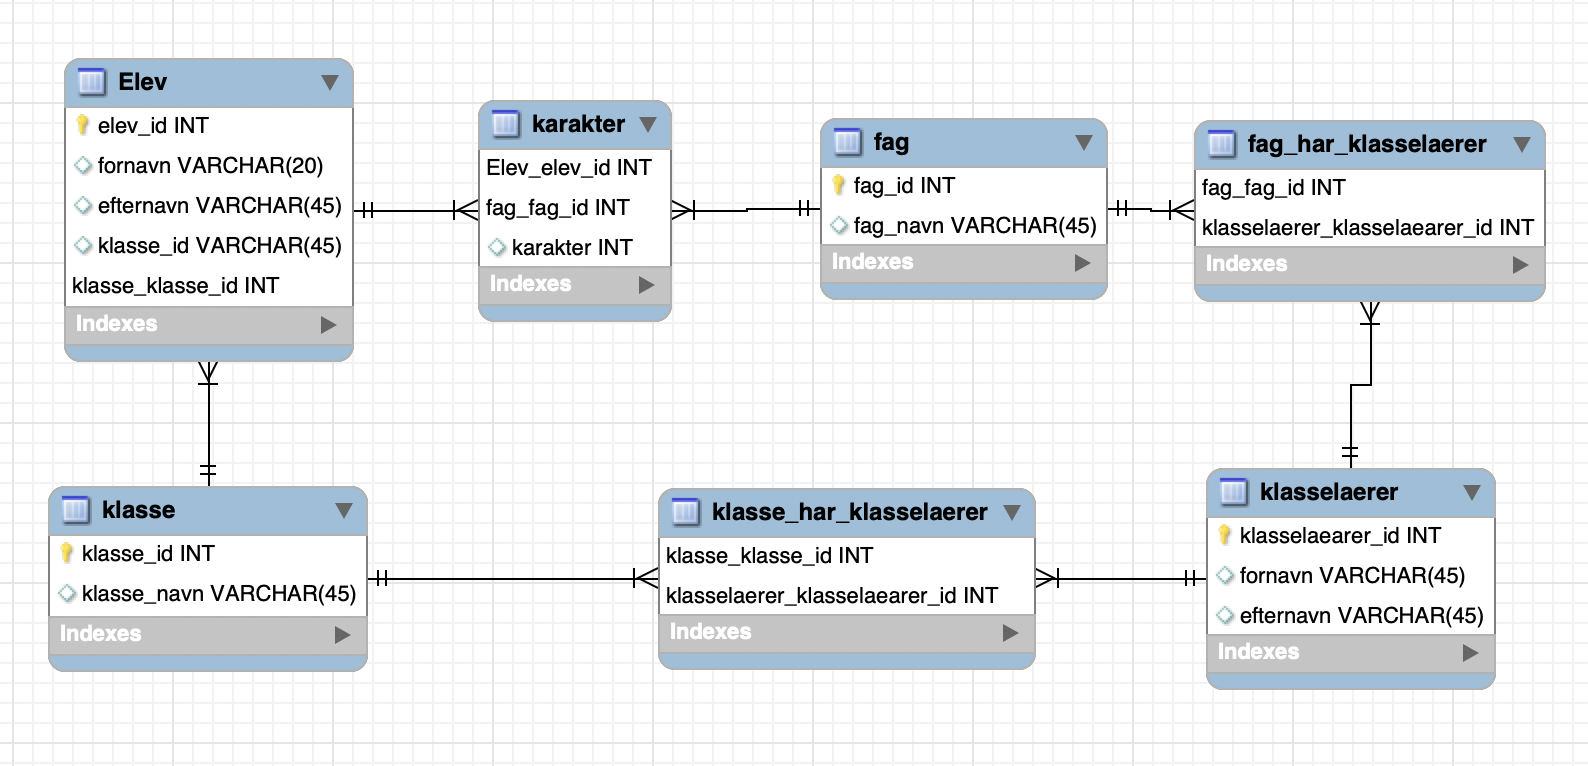 Elev
elev_id INT
fornavn VARCHAR(20)
efternavn VARCHAR(45)
klasse_id VARCHAR(45)
klasse_klasse_id INT
Indexes
karakter
Elev_elev_id INT
fag_fag_id INT
karakter INT
Indexes
fag
fag_id INT
fag_navn VARCHAR(45)
Indexes
fag_har_klasselaerer
fag_fag_id INT
klasselaerer_klasselaearer_id INT
Indexes
klasse
klasse_id INT
klasse_navn VARCHAR(45)
Indexes
klasse_har_klasselaerer
klasse_klasse_id INT
klasselaerer_klasselaearer_id INT
Indexes
klasselaerer
klasselaearer_id INT
fornavn VARCHAR(45)
efternavn VARCHAR(45)
Indexes